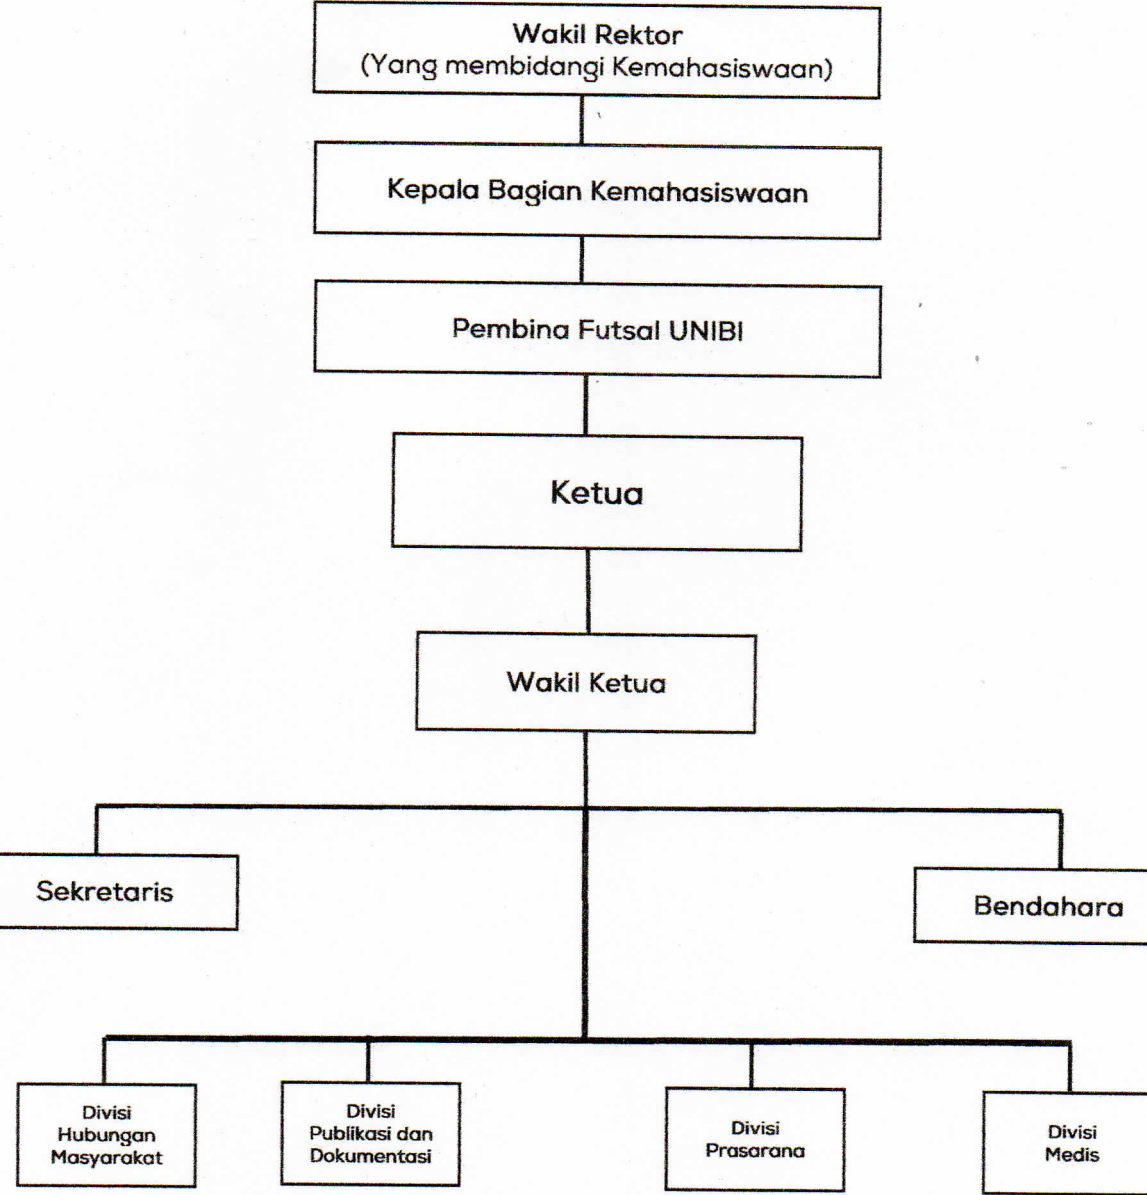 Wakil Rektor
(Yang membidangi Kemahasiswaan)
Kepala Bagian Kemahasiswaan
Pembina Futsal UNIBI
Ketua
Wakil Ketua
Sekretaris
Bendahara
Divisi
Hubungan
Masyarakat
Divisi
Publikasi dan
Dokumentasi
Divisi
Prasarana
Divisi
Medis